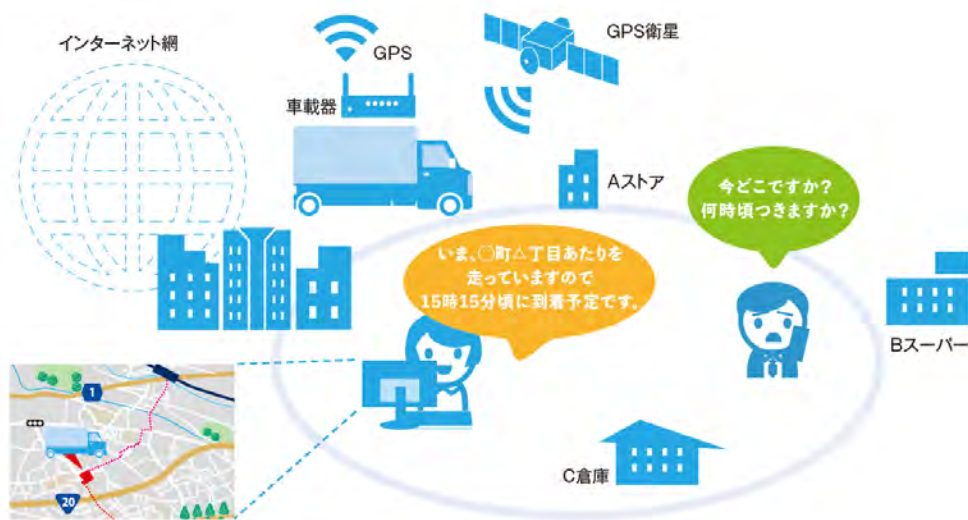 インターネット網
GPS
GPS衛星
車載器
Aストア
今どこですか?
何時頃つきますか?
いま、○町△丁目あたりを
走っていますので
15時15分頃に到着予定です。
Bスーパー
1
C倉庫
20